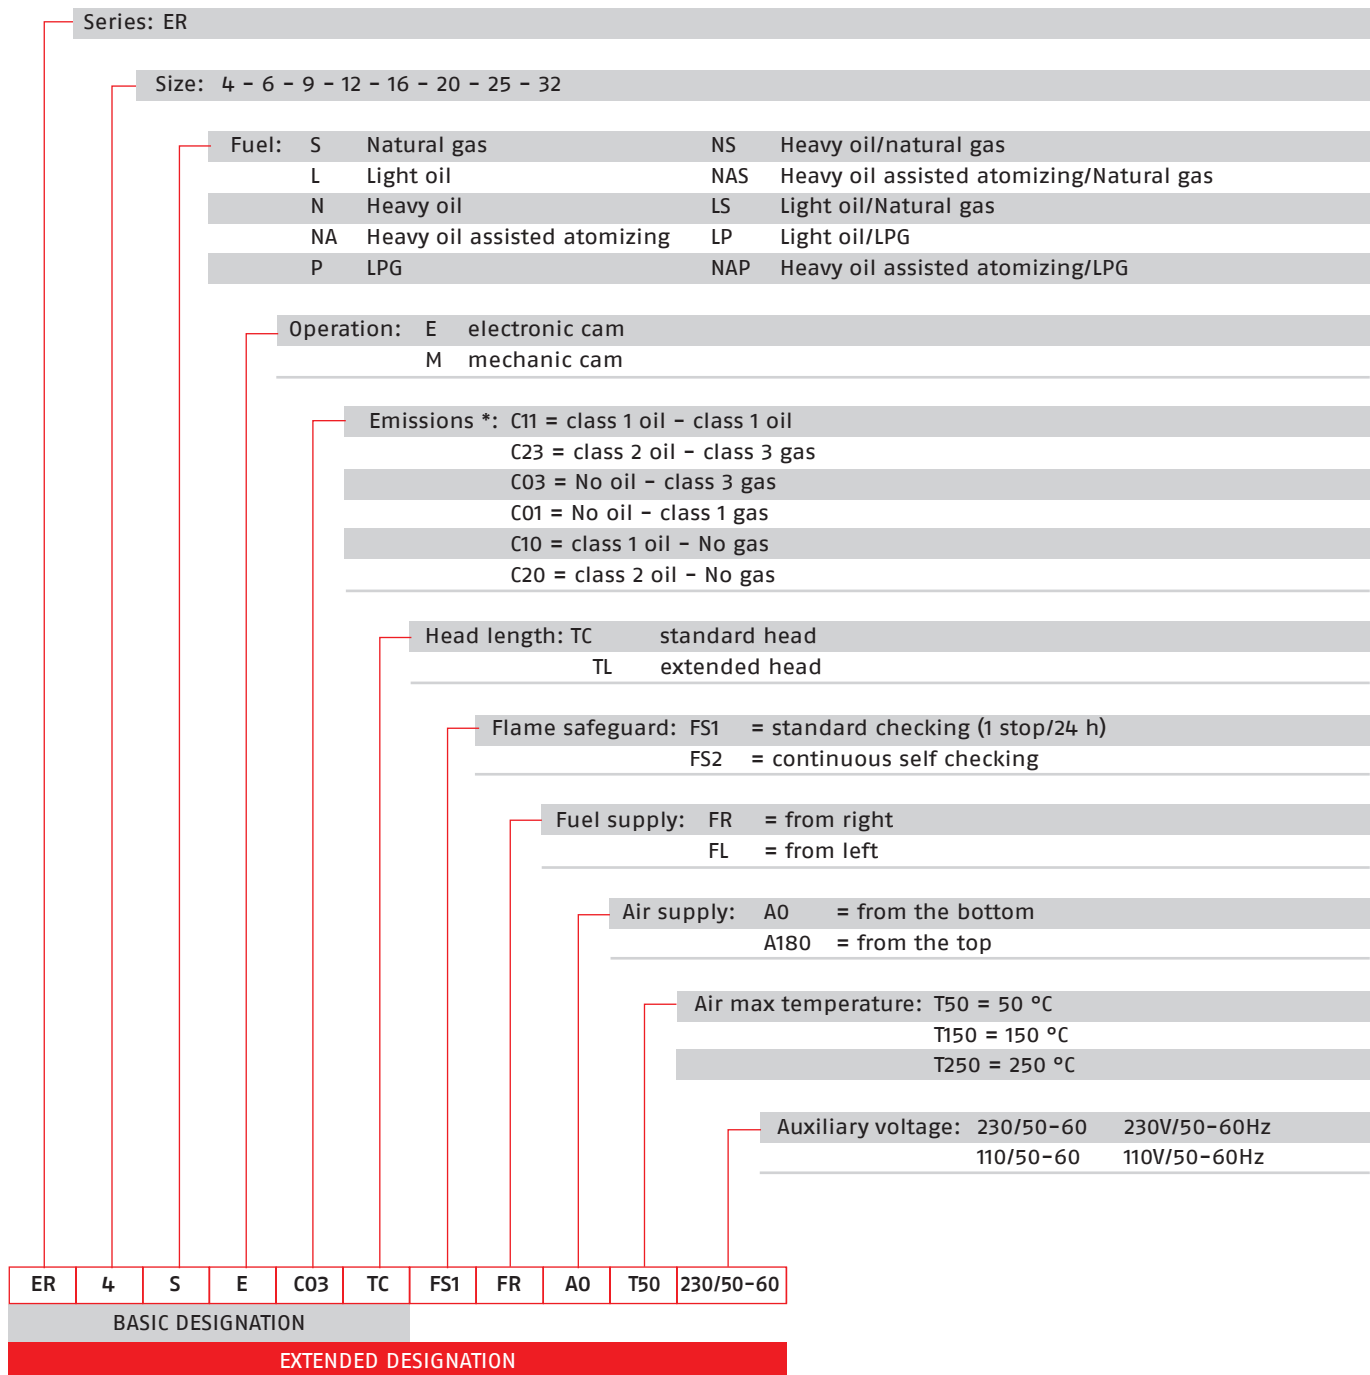 Series: ER
Size: 4 - 6 - 9 - 12 - 16 - 20 - 25 - 32
Fuel: S Natural gas NS Heavy oil/natural gas
L Light oil NAS Heavy oil assisted atomizing/Natural gas
N Heavy oil LS Light oil/Natural gas
NA Heavy oil assisted atomizing LP Light oil/LPG
P LPG NAP Heavy oil assisted atomizing/LPG
Operation: E electronic cam
M mechanic cam
Emissions *: C11 = class 1 oil - class 1 oil
C23 = class 2 oil - class 3 gas
C03 = No oil - class 3 gas
C01 = No oil - class 1 gas
C10 = class 1 oil - No gas
C20 = class 2 oil - No gas
Head length: TC standard head
TL extended head
Flame safeguard: FS1 = standard checking (1 stop/24 h)
FS2 = continuous self checking
Fuel supply: FR = from right
FL = from left
Air supply: A0 = from the bottom
A180 = from the top
Air max temperature: T50 = 50 °C
T150 = 150 °C
T250 = 250 °C
Auxiliary voltage: 230/50-60 230V/50-60Hz
110/50-60 110V/50-60Hz
ER 4 S E C03 TC FS1 FR A0 T50 230/50-60
BASIC DESIGNATION
EXTENDED DESIGNATION